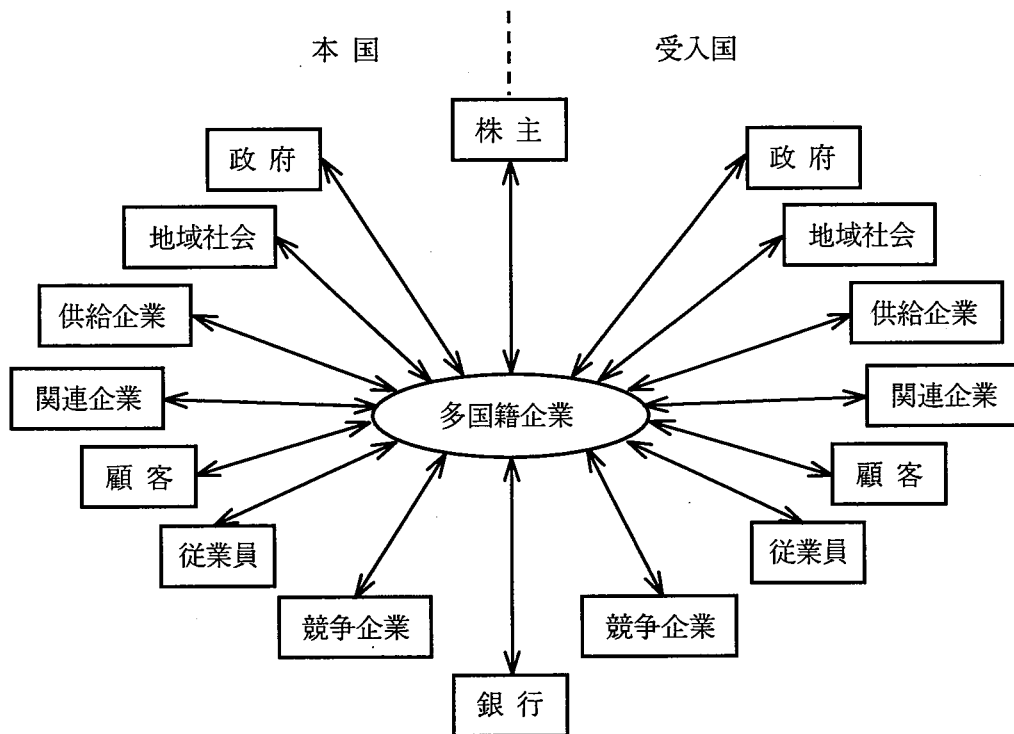 本国
受入国
株主
政府
政府
地域社会
地域社会
供給企業
供給企業
関連企業
関連企業
多国籍企業
顧客
顧客
従業員
従業員
競争企業
競争企業
銀行